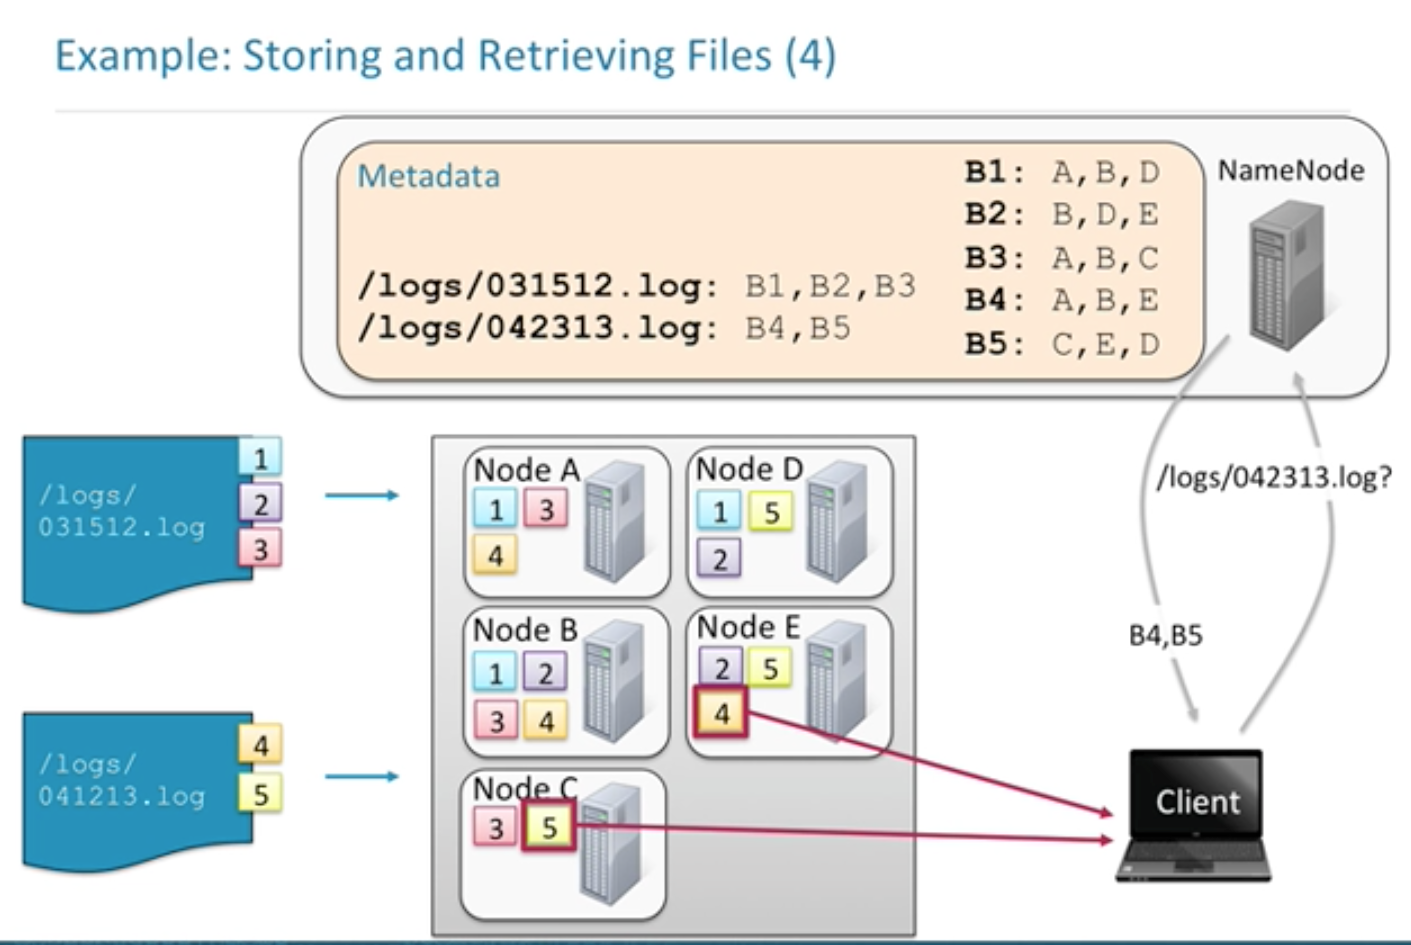 Example: Storing and Retrieving Files (4)
Metadata
/logs/031512.log: B1,B2,B3
/logs/042313.log: B4,B5
B1: A,B,D
B2: B,D,E
B3: A,B,C
B4: A,B,E
B5: C,E,D
NameNode
/logs/
031512.log
1
2
3
/logs/
041213.log
4
5
Node A
1 3
4
Node D
1 5
2
Node B
1 2
3 4
Node E
2 5
4
Node C
3 5
/logs/042313.log?
B4,B5
Client